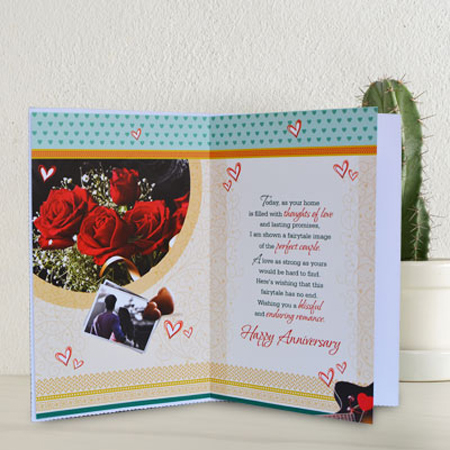 Today, as your home
is filled with thoughts of love
and lasting promises,
I am shown a fairytale image
of the perfect couple.
A love as strong as yours
would be hard to find.
Here's wishing that this
fairytale has no end.
Wishing you a blissful
and enduring romance.
Happy Anniversary